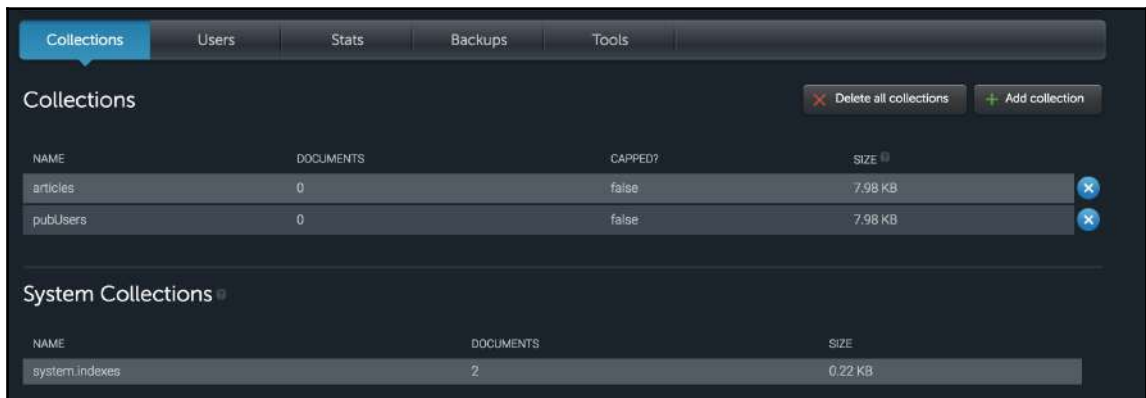 Collections Users Stats Backups Tools
Collections Delete all collections Add collection
NAME DOCUMENTS CAPPED? SIZE
articles 0 false 7.98 KB
pubUsers 0 false 7.98 KB
System Collections
NAME DOCUMENTS SIZE
system.indexes 2 0.22 KB